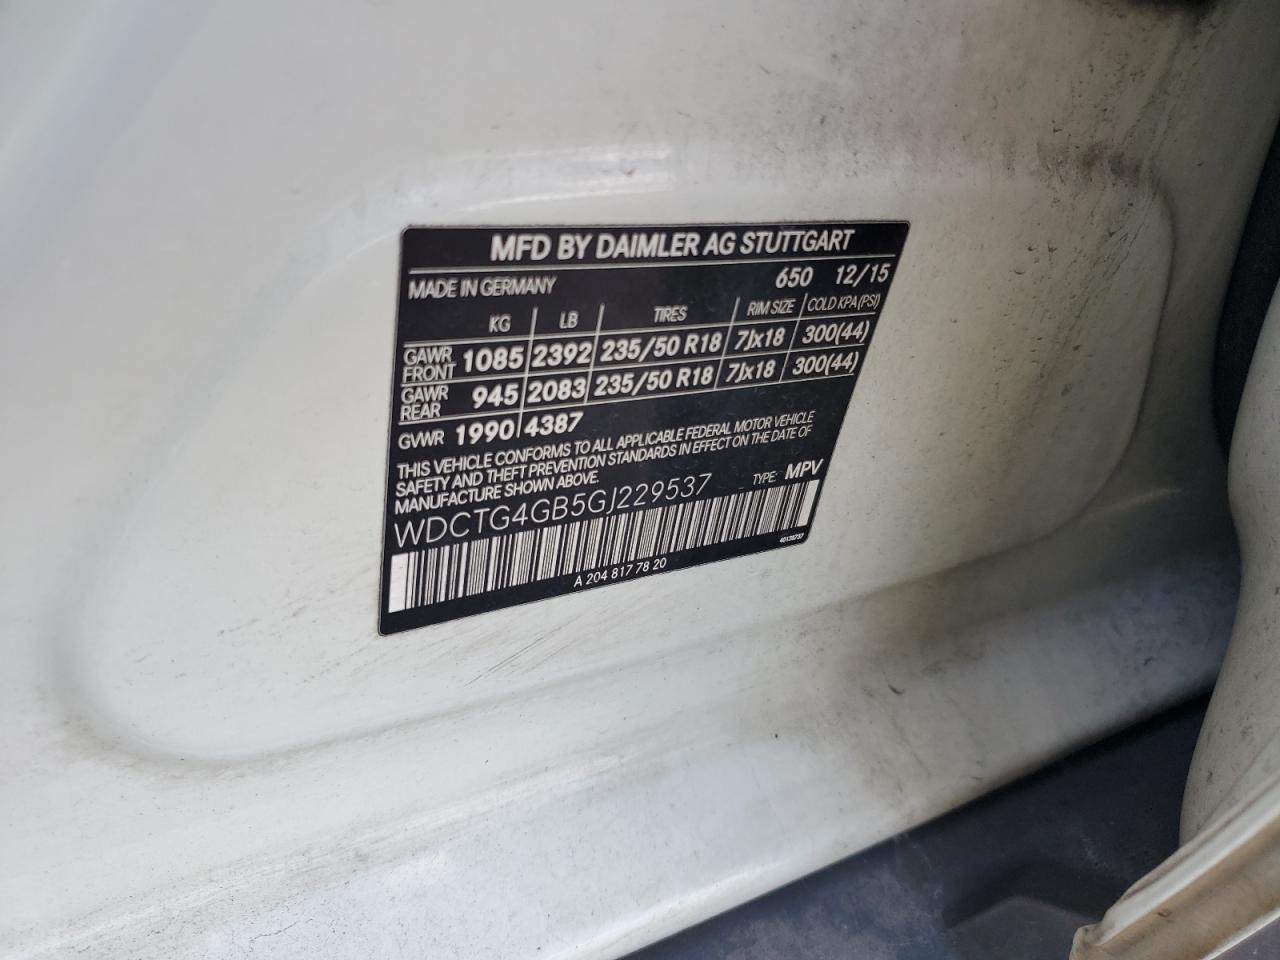 MFD BY DAIMLER AG STUTTGART
MADE IN GERMANY 650 12/15
KG LB TIRES RIM SIZE COLD KPA (PSI)
GAWR FRONT 1085 2392 235/50 R18 7Jx18 300(44)
GAWR REAR 945 2083 235/50 R18 7Jx18 300(44)
GVWR 1990 4387
THIS VEHICLE CONFORMS TO ALL APPLICABLE FEDERAL MOTOR VEHICLE
SAFETY AND THEFT PREVENTION STANDARDS IN EFFECT ON THE DATE OF
MANUFACTURE SHOWN ABOVE.
WDCTG4GB5GJ229537 TYPE: MPV
A 204 817 78 20